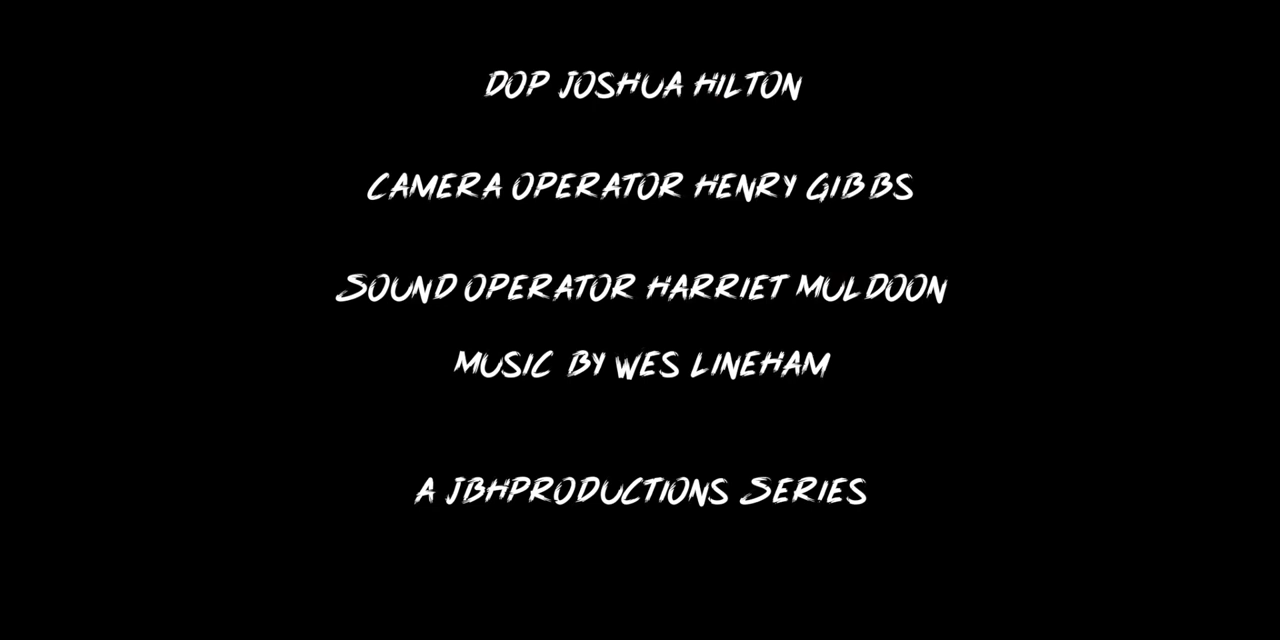 DOP JOSHUA HILTON
CAMERA OPERATOR HENRY GIBBS
SOUND OPERATOR HARRIET MULDOON
MUSIC BY WES LINEHAM
A JBHPRODUCTIONS SERIES